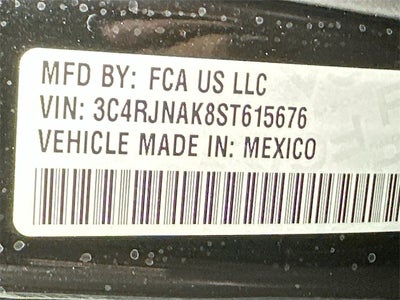 MFD BY: FCA US LLC
VIN: 3C4RJNAK8ST615676
VEHICLE MADE IN: MEXICO